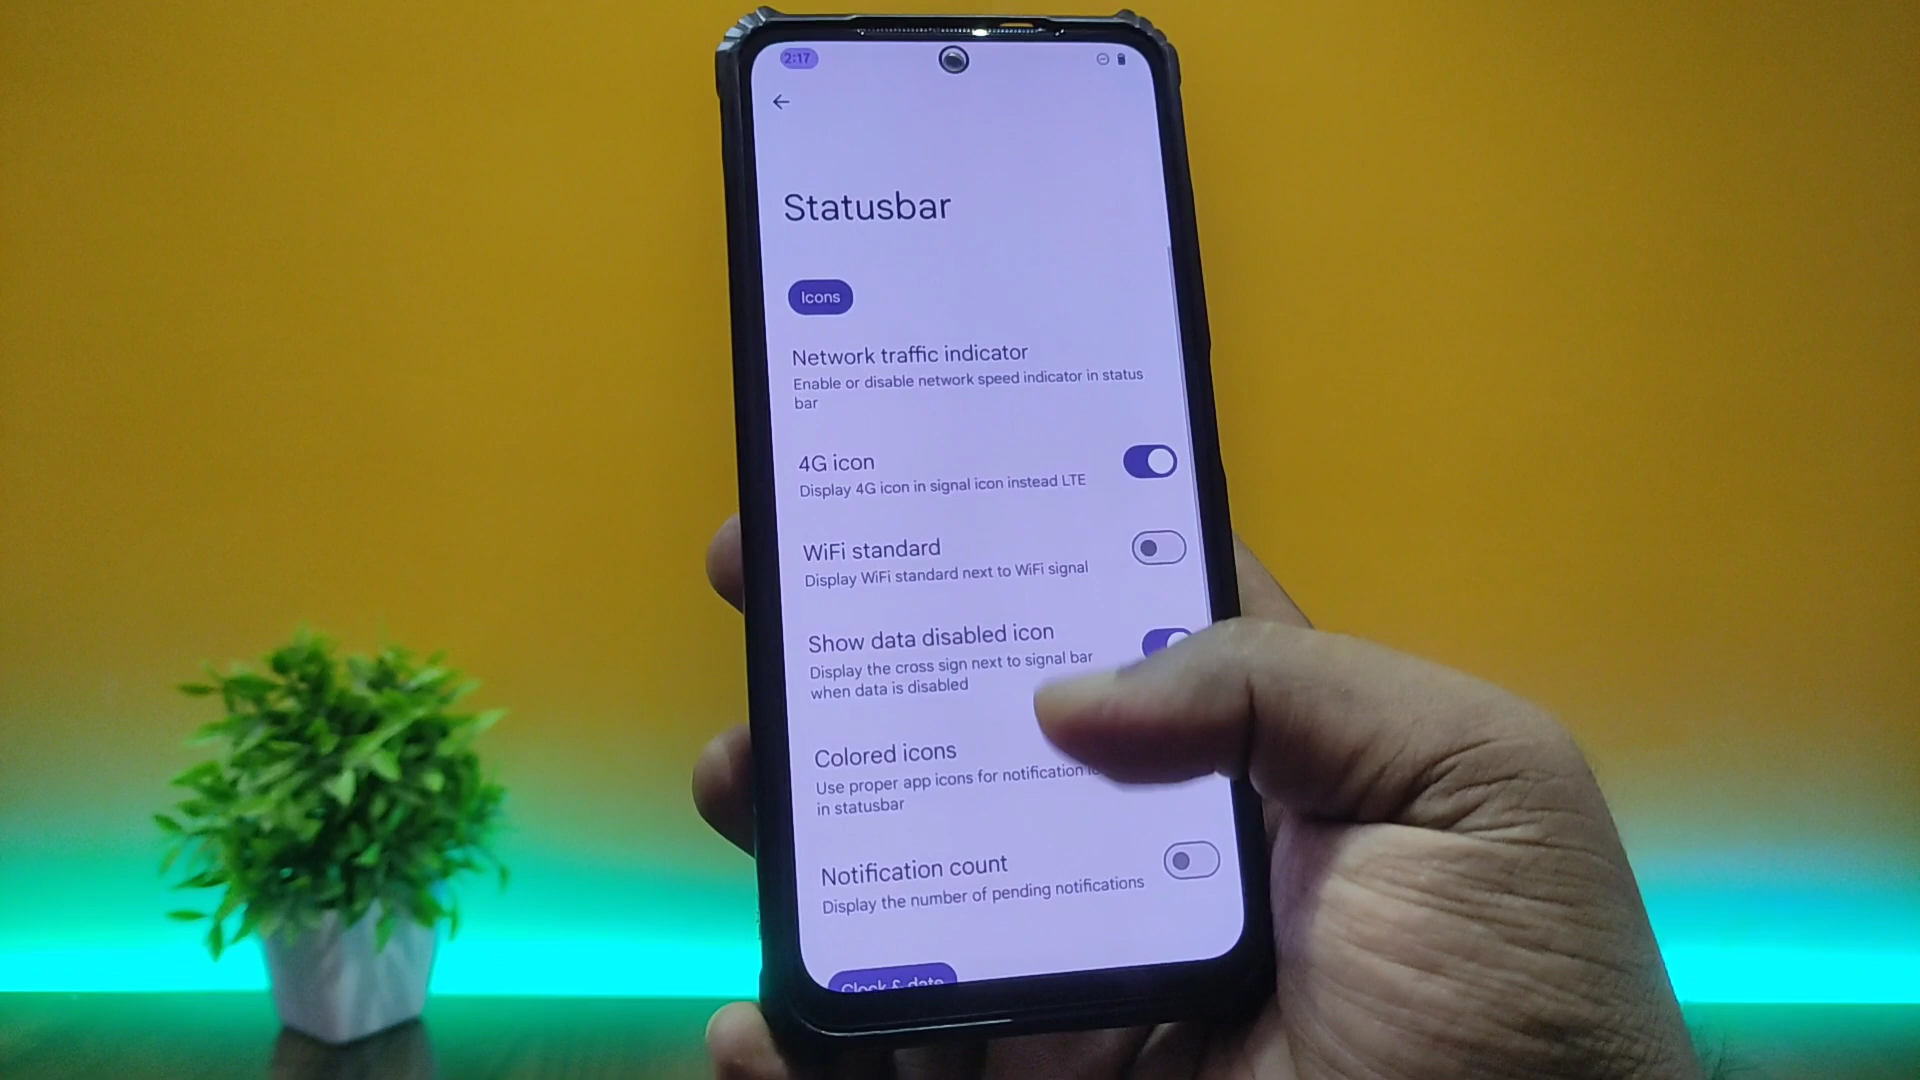 2:17
Statusbar
Icons
Network traffic indicator
Enable or disable network speed indicator in status
bar
4G icon
Display 4G icon in signal icon instead LTE
WiFi standard
Display WiFi standard next to WiFi signal
Show data disabled icon
Display the cross sign next to signal bar
when data is disabled
Colored icons
Use proper app icons for notification
in statusbar
Notification count
Display the number of pending notifications
Clock & date